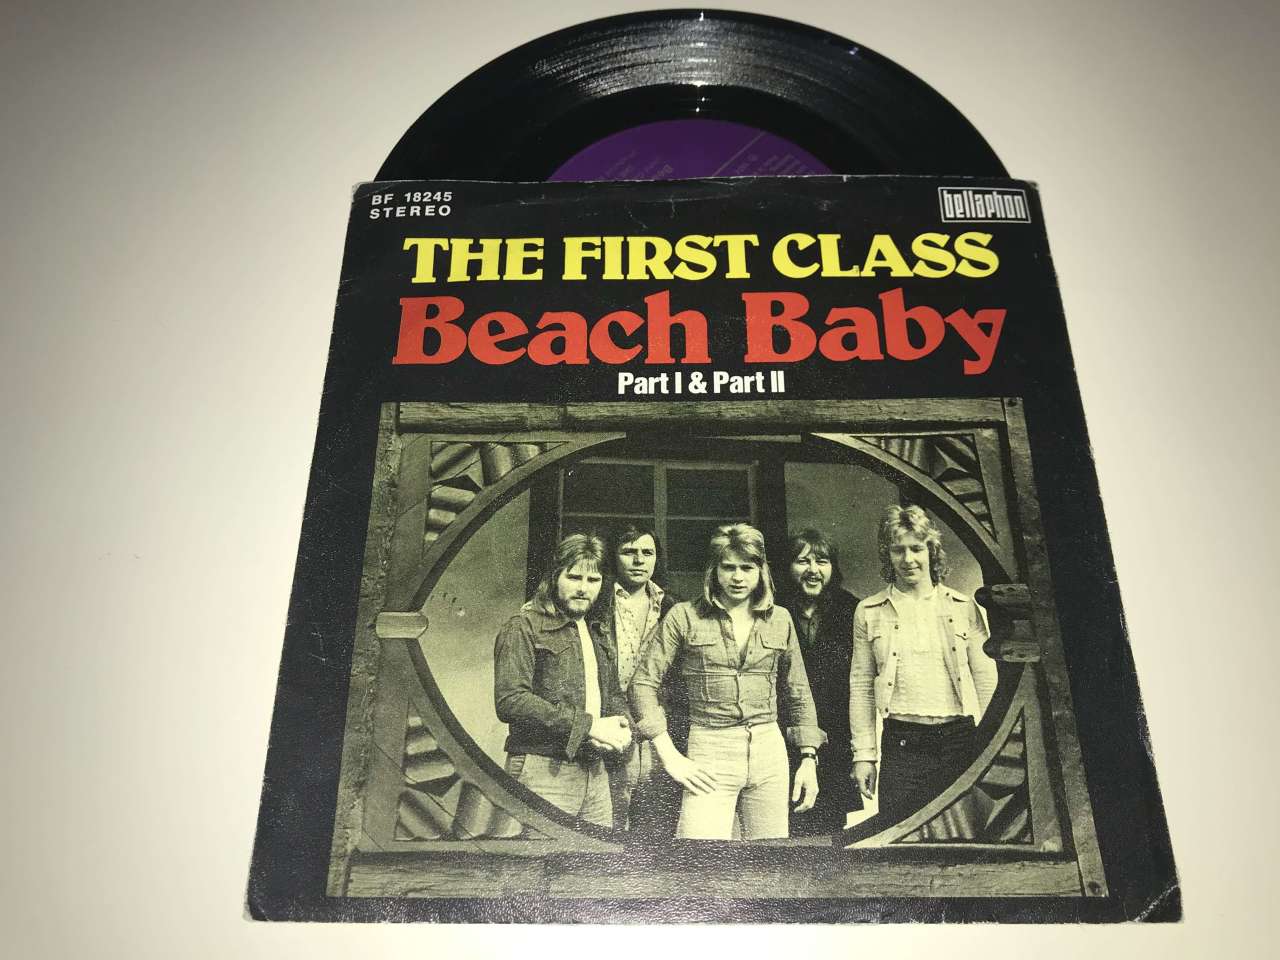 BF 18245
STEREO
bellaphon
THE FIRST CLASS
Beach Baby
Part I & Part II